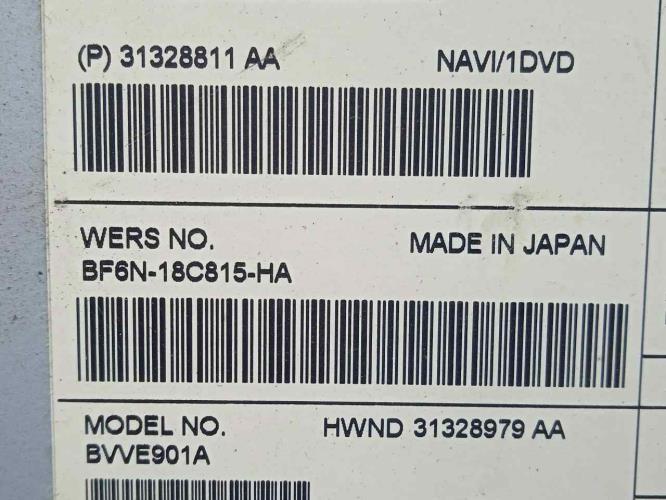 (P) 31328811 AA NAVI/1DVD
WERS NO. MADE IN JAPAN
BF6N-18C815-HA
MODEL NO. HWND 31328979 AA
BVVE901A